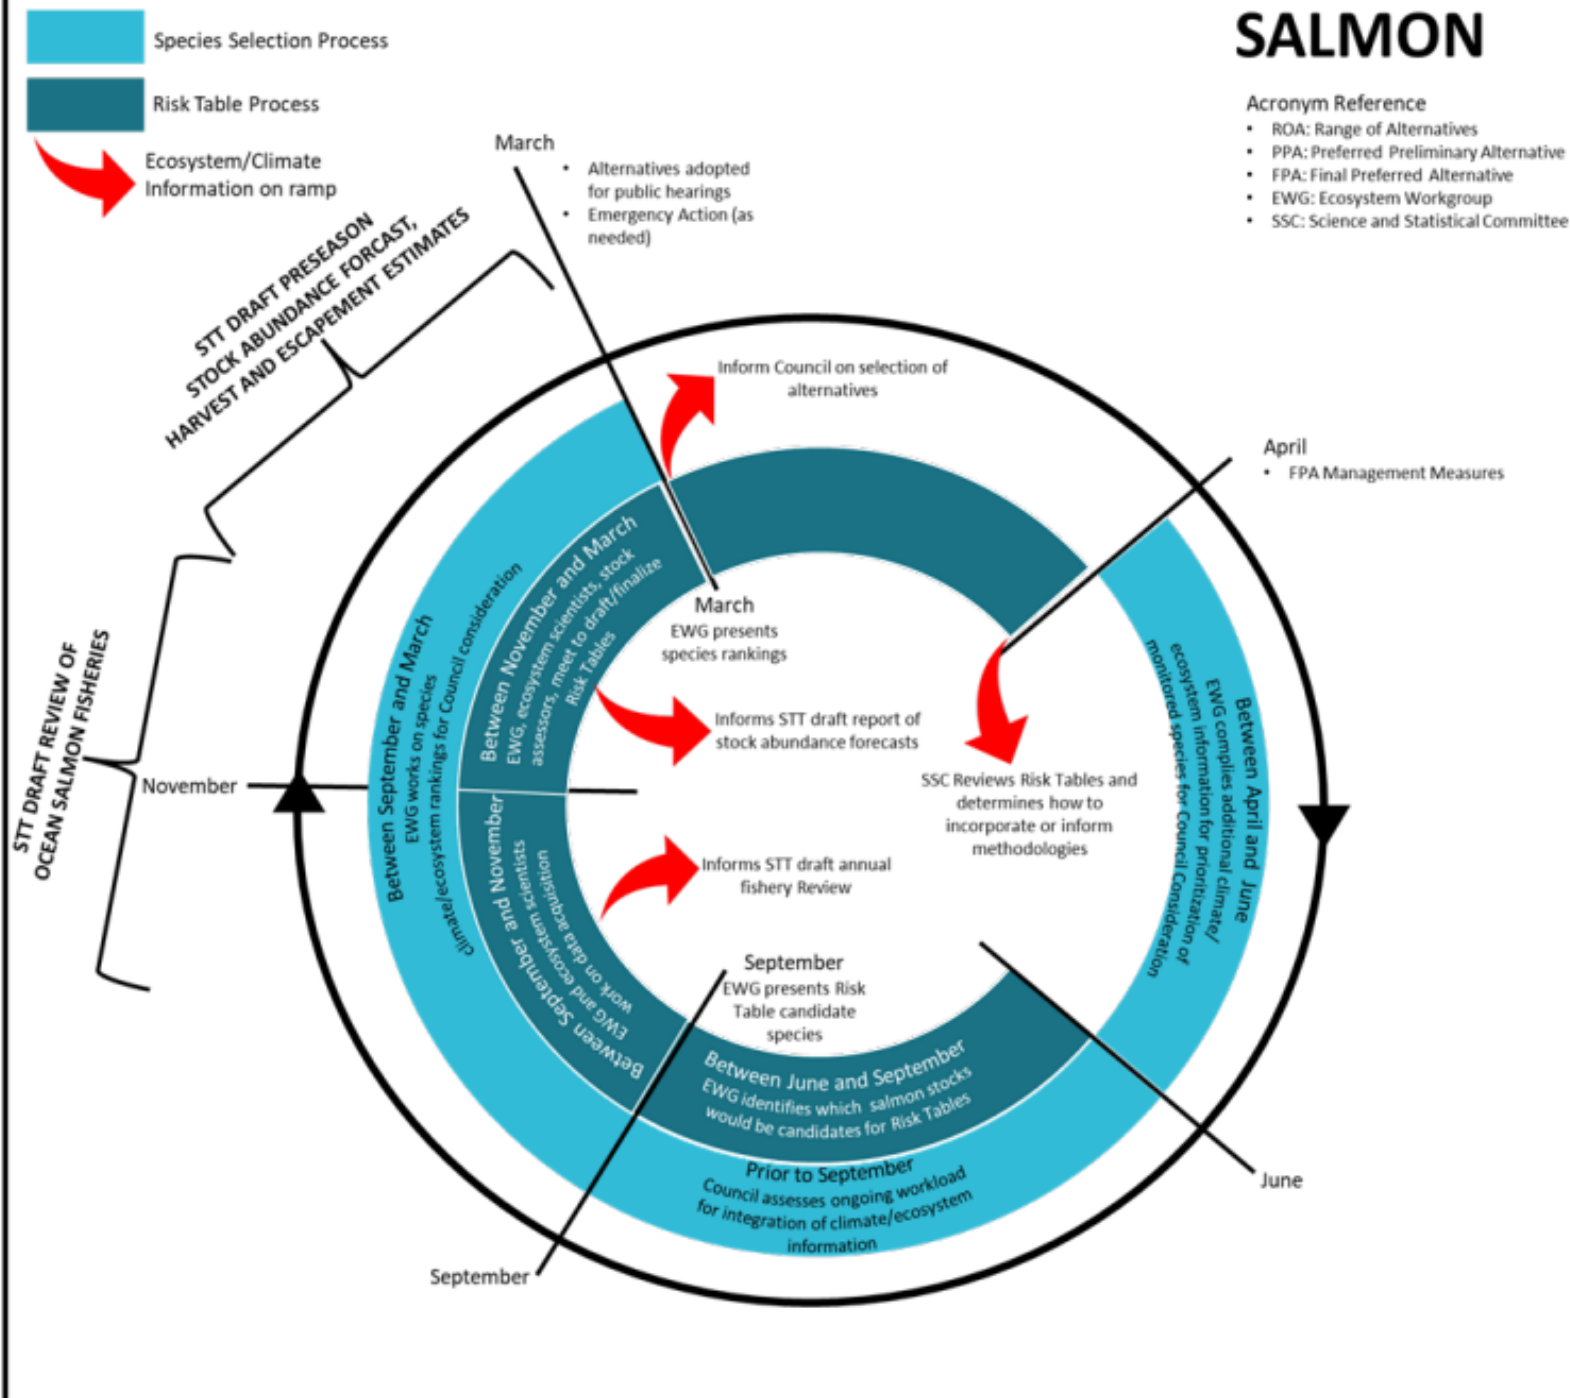 Species Selection Process
Risk Table Process
Ecosystem/Climate
Information on ramp
SALMON
Acronym Reference
• ROA: Range of Alternatives
• PPA: Preferred Preliminary Alternative
• FPA: Final Preferred Alternative
• EWG: Ecosystem Workgroup
• SSC: Science and Statistical Committee
March
• Alternatives adopted
for public hearings
• Emergency Action (as
needed)
STT DRAFT PRESEASON
STOCK ABUNDANCE FORCAST,
HARVEST AND ESCAPEMENT ESTIMATES
Inform Council on selection of
alternatives
April
• FPA Management Measures
Between November and March
EWG, ecosystem scientists, stock
assessors, meet to draft/finalize
Risk Tables
March
EWG presents
species rankings
Between September and March
EWG works on species
climate/ecosystem rankings for Council consideration
STT DRAFT REVIEW OF
OCEAN SALMON FISHERIES
November
Informs STT draft report of
stock abundance forecasts
SSC Reviews Risk Tables and
determines how to
incorporate or inform
methodologies
Between April and June
EWG complies additional climate/
ecosystem information for prioritization of
monitored species for Council Consideration
Informs STT draft annual
fishery Review
Between September and November
EWG and ecosystem scientists
work on data acquisition
September
EWG presents Risk
Table candidate
species
Between June and September
EWG identifies which salmon stocks
would be candidates for Risk Tables
Prior to September
Council assesses ongoing workload
for integration of climate/ecosystem
information
June
September